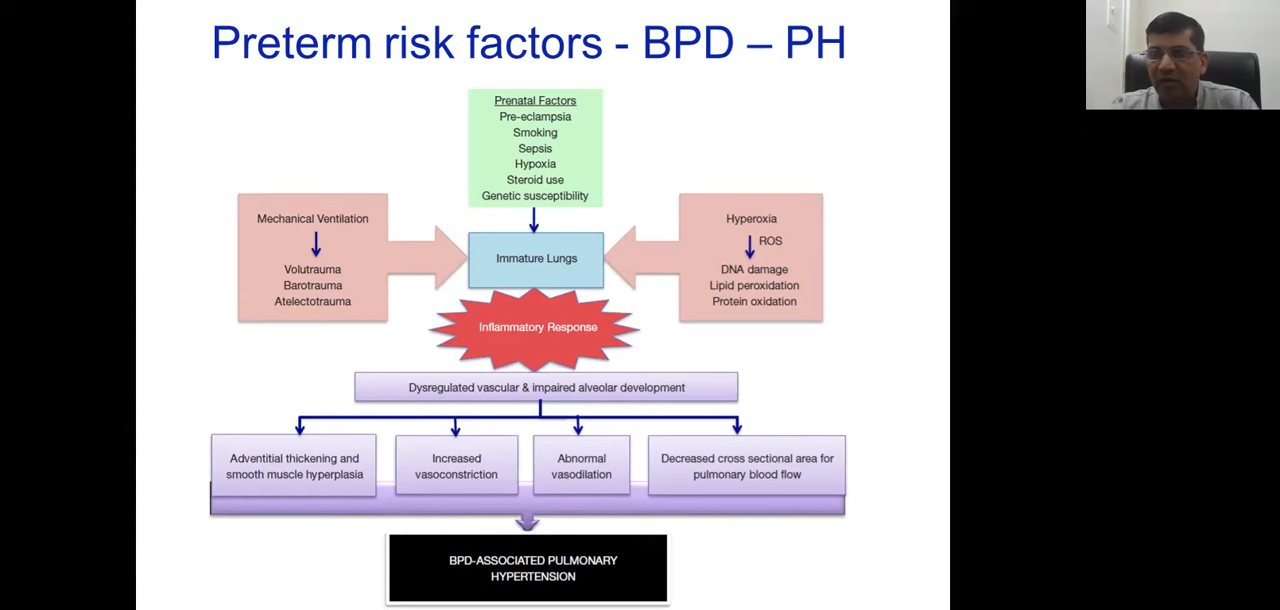 Preterm risk factors - BPD – PH
Prenatal Factors
Pre-eclampsia
Smoking
Sepsis
Hypoxia
Steroid use
Genetic susceptibility
Mechanical Ventilation
Volutrauma
Barotrauma
Atelectotrauma
Immature Lungs
Hyperoxia
ROS
DNA damage
Lipid peroxidation
Protein oxidation
Inflammatory Response
Dysregulated vascular & impaired alveolar development
Adventitial thickening and
smooth muscle hyperplasia
Increased
vasoconstriction
Abnormal
vasodilation
Decreased cross sectional area for
pulmonary blood flow
BPD-ASSOCIATED PULMONARY
HYPERTENSION